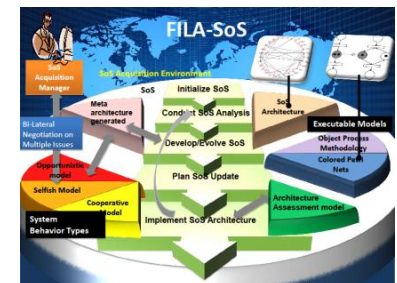 FILA-SoS
SoS
Acquisition
Manager
SoS Acquisition Environment
SoS
Initialize SoS
Meta
architecture
generated
Conduct SoS Analysis
SoS
Architecture
Executable Models
Bi-Lateral
Negotiation on
Multiple Issues
Develop/Evolve SoS
Object Process
Methodology
Colored Petri
Nets
Opportunistic
model
Plan SoS Update
Selfish Model
Cooperative
Model
Architecture
Assessment model
System
Behavior Types
Implement SoS Architecture